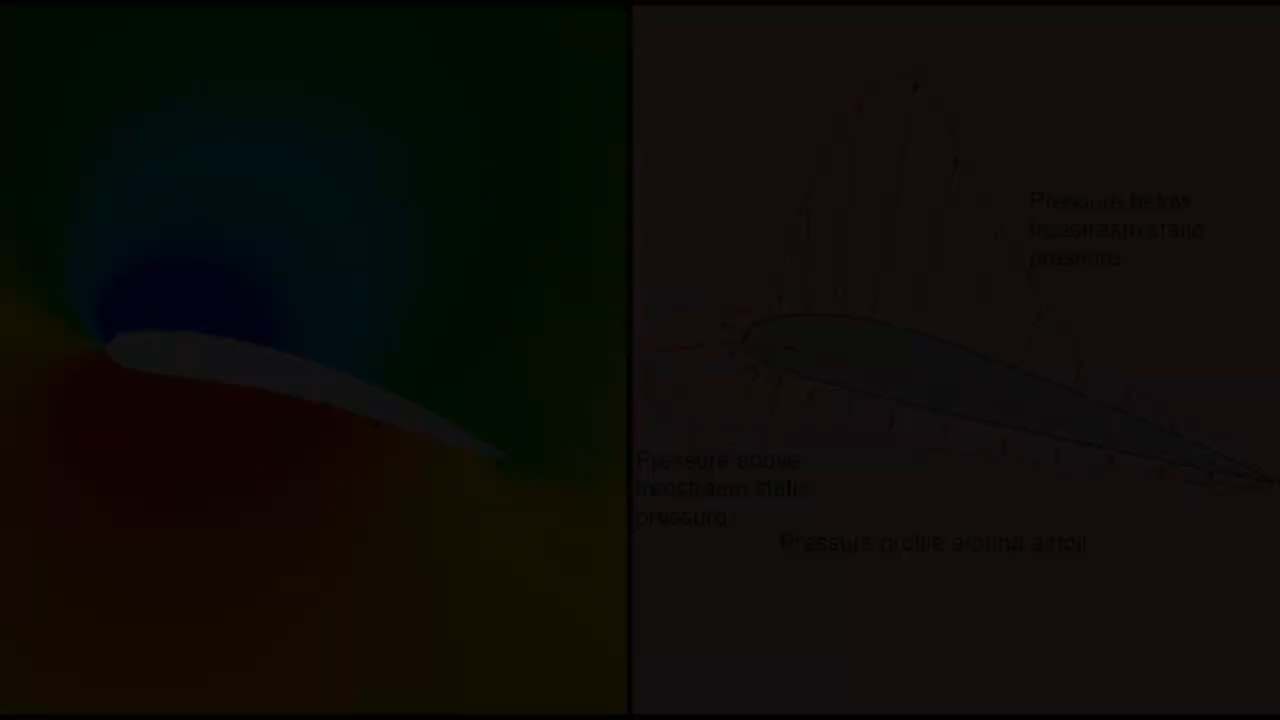 Pressure below
freestream static
pressure
Pressure above
freestream static
pressure
Pressure profile around airfoil